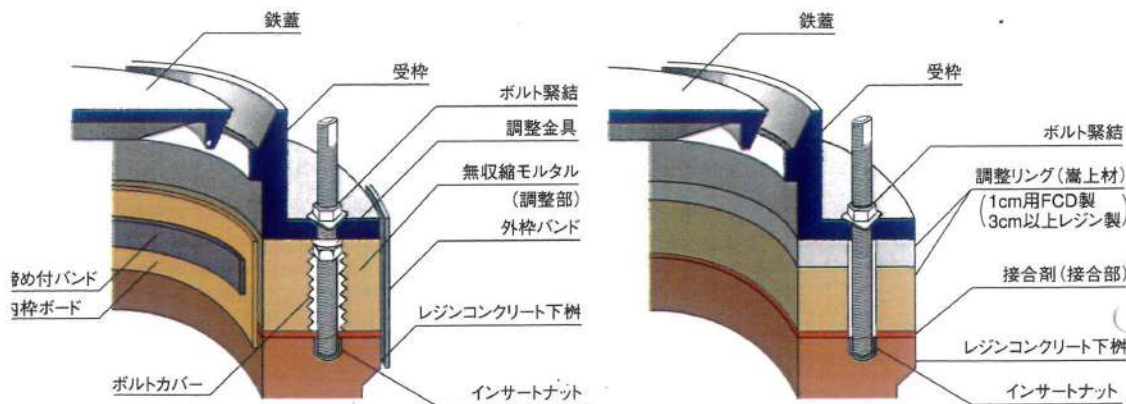 鉄蓋
受枠
ボルト緊結
調整金具
無収縮モルタル
(調整部)
外枠バンド
締め付バンド
内枠ボード
レジンコンクリート下桝
ボルトカバー
インサートナット
鉄蓋
受枠
ボルト緊結
調整リング(嵩上材)
(1cm用FCD製
3cm以上レジン製)
接合剤(接合部)
レジンコンクリート下桝
インサートナット